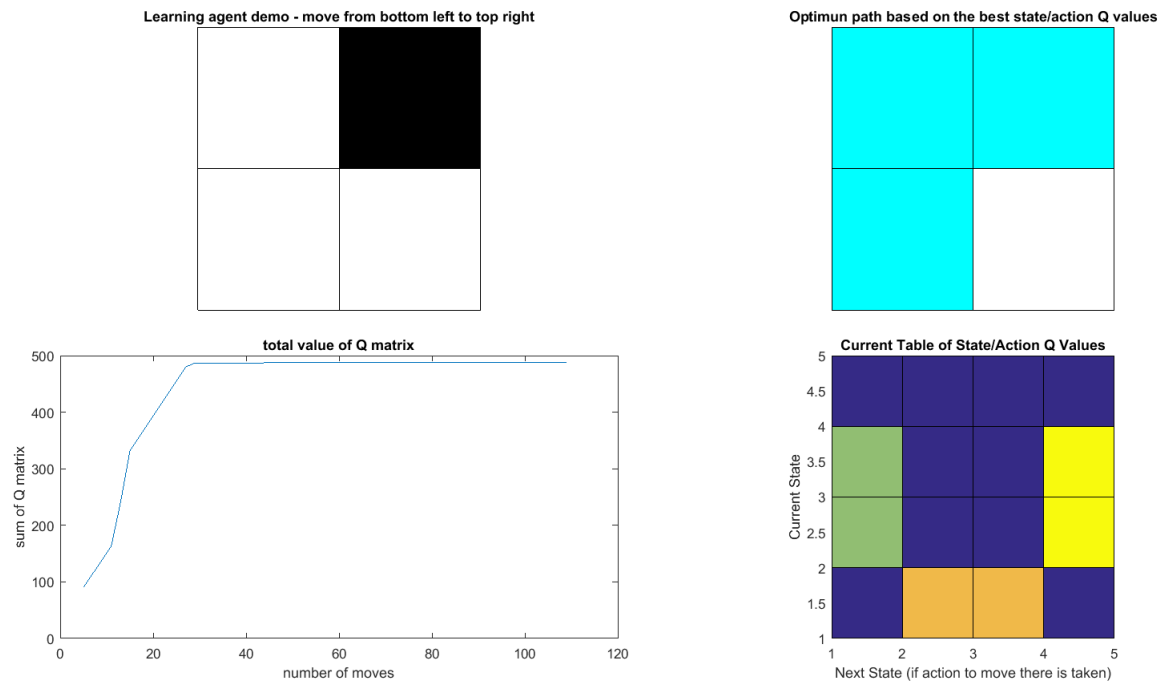 Learning agent demo - move from bottom left to top right
Optimun path based on the best state/action Q values
total value of Q matrix
500
400
300
200
100
0
sum of Q matrix
0 20 40 60 80 100 120
number of moves
Current Table of State/Action Q Values
5
4.5
4
3.5
3
2.5
2
1.5
1
Current State
1 2 3 4 5
Next State (if action to move there is taken)